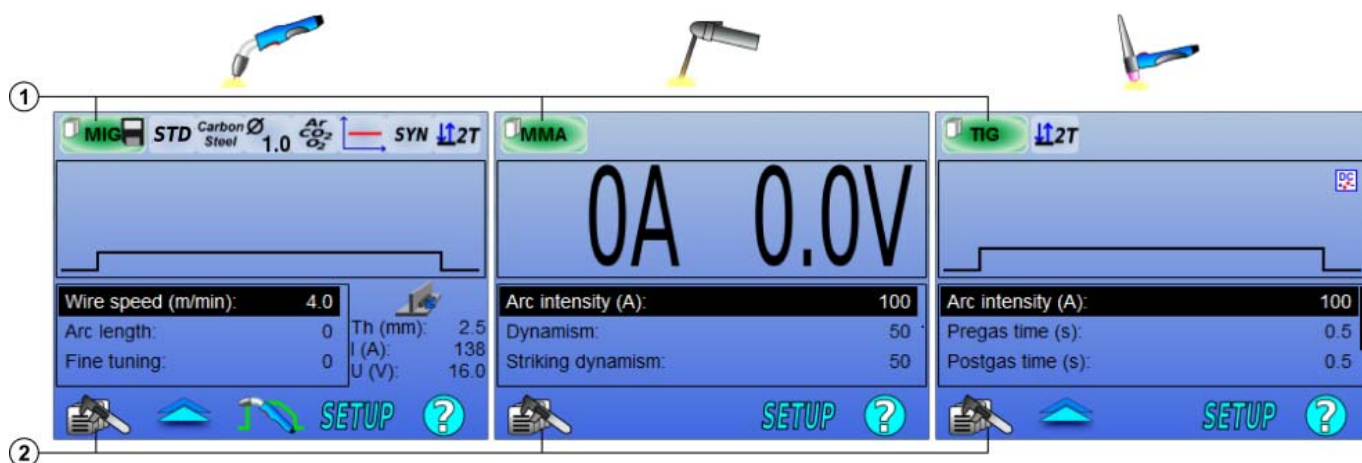 1
MIG STD Carbon Steel Ø 1.0 Ar CO2 O2 SYN 2T
Wire speed (m/min): 4.0
Arc length: 0
Fine tuning: 0
Th (mm): 2.5
I (A): 138
U (V): 16.0
SETUP ?
MMA
0A 0.0V
Arc intensity (A): 100
Dynamism: 50
Striking dynamism: 50
SETUP ?
TIG 2T
DC
Arc intensity (A): 100
Pregas time (s): 0.5
Postgas time (s): 0.5
SETUP ?
2